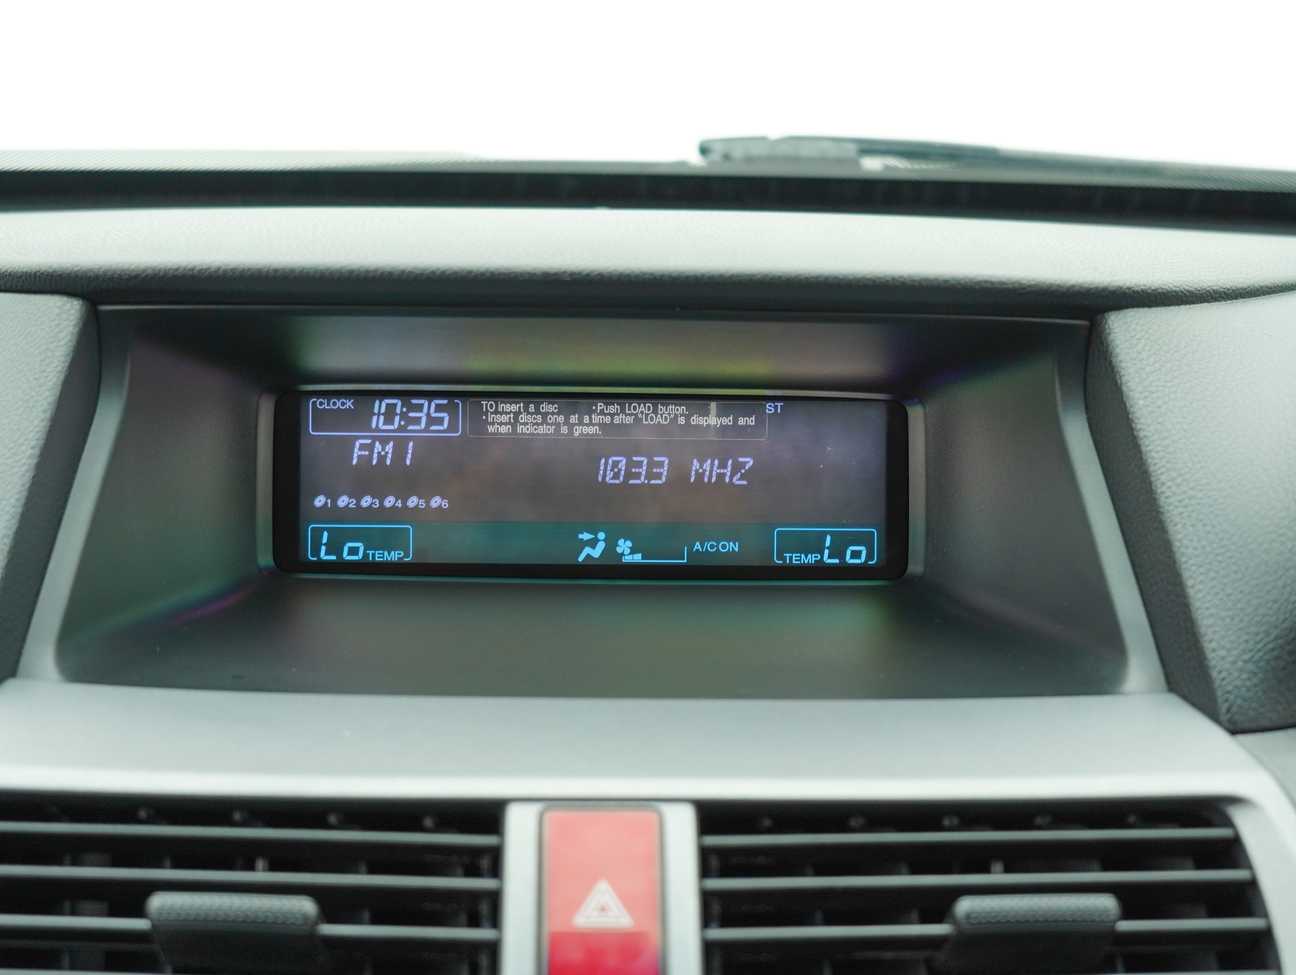 CLOCK 10:35
TO insert a disc ·Push LOAD button.
·Insert discs one at a time after "LOAD" is displayed and
when indicator is green.
ST
FM1
103.3 MHZ
1 2 3 4 5 6
Lo TEMP
A/C ON
TEMP Lo